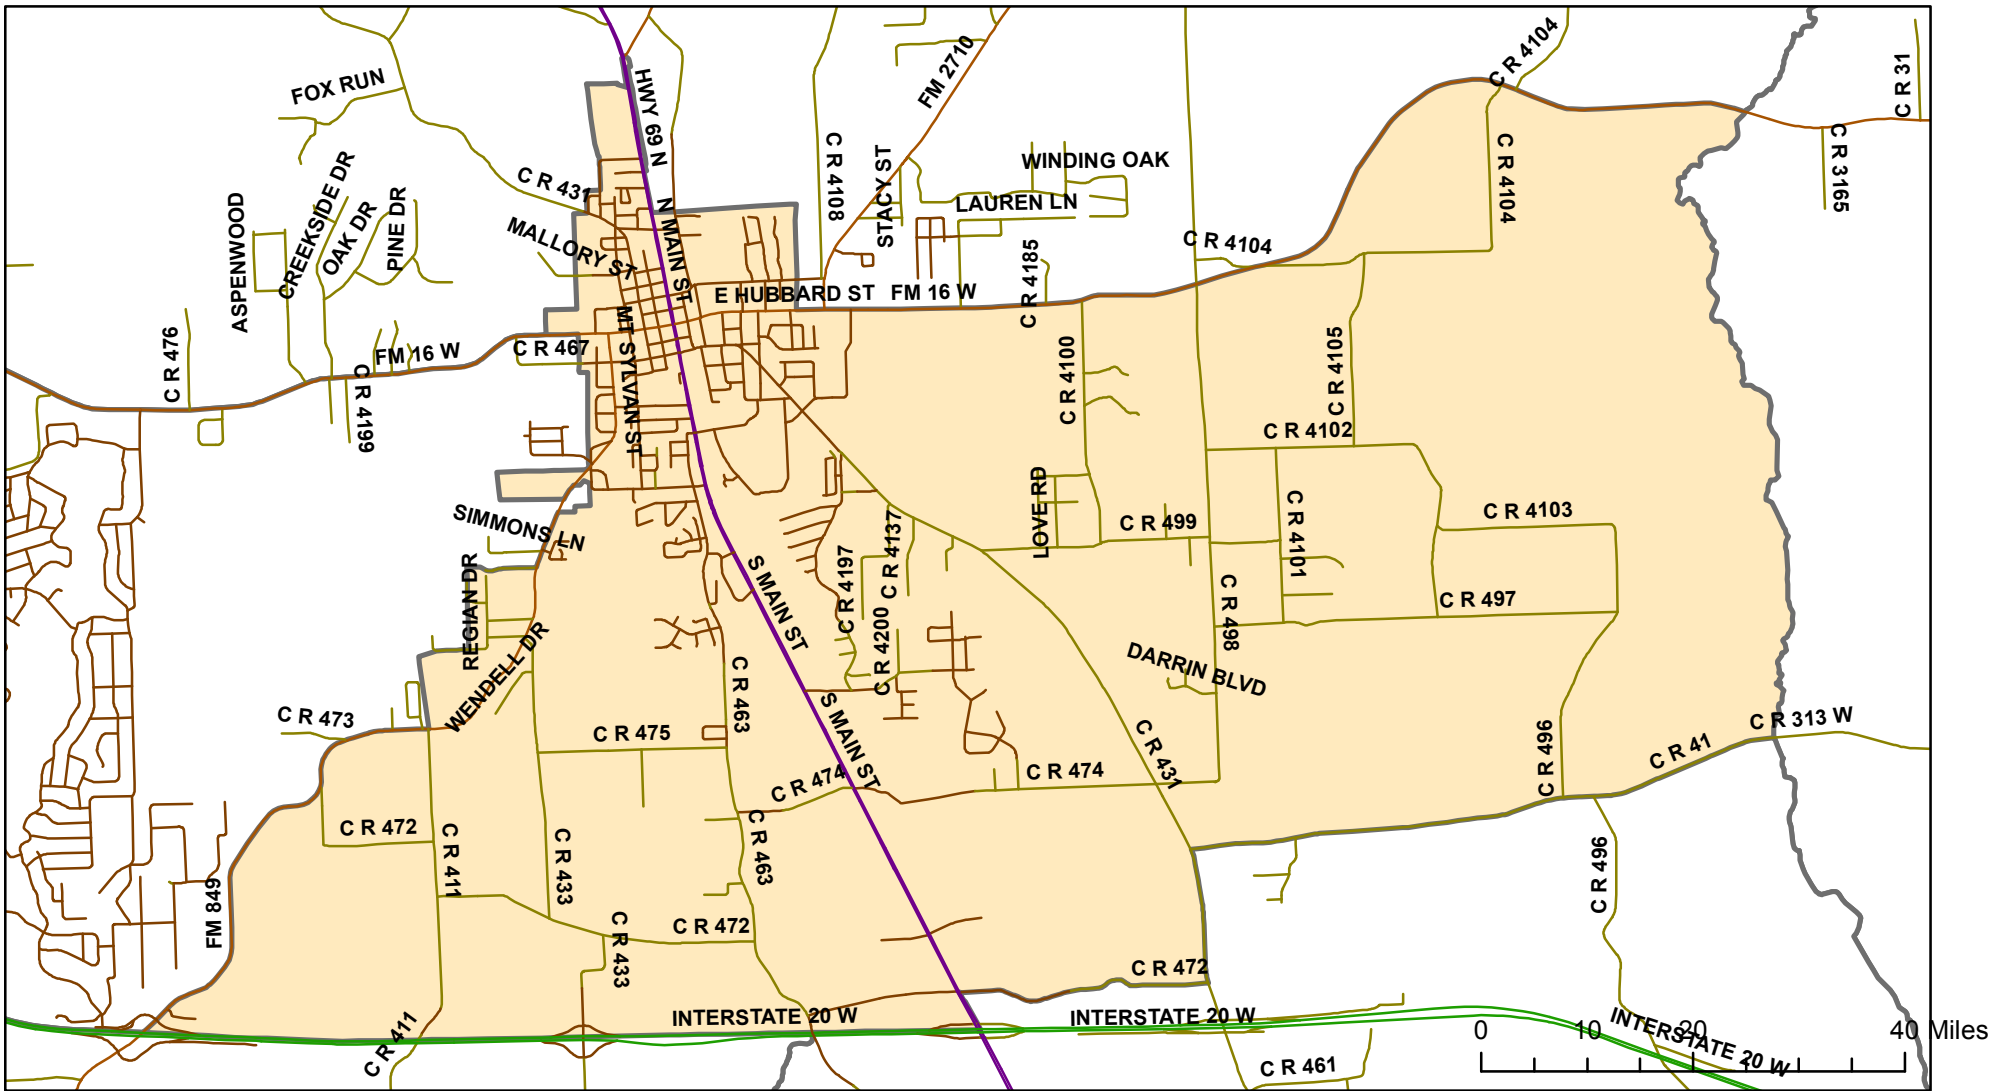 C R 4104
FM 2710
C R 31
FOX RUN
HWY 69 N
C R 4108
STACY ST
WINDING OAK
C R 4104
C R 3165
C R 431
CREEKSIDE DR
OAK DR
PINE DR
ASPENWOOD
N MAIN ST
LAUREN LN
MALLORY ST
C R 4104
C R 4185
E HUBBARD ST
FM 16 W
C R 476
FM 16 W
C R 467
MT SYLVAN ST
C R 4199
C R 4100
C R 4105
C R 4102
SIMMONS LN
LOVE RD
C R 499
C R 4101
C R 4103
C R 4137
C R 4197
S MAIN ST
REGIAN DR
C R 4200
C R 498
C R 497
WENDELL DR
DARRIN BLVD
C R 473
C R 475
C R 463
S MAIN ST
C R 474
C R 474
C R 431
C R 496
C R 41
C R 313 W
C R 472
C R 411
C R 433
C R 463
C R 496
FM 849
C R 433
C R 472
C R 472
INTERSTATE 20 W
INTERSTATE 20 W
INTERSTATE 20 W
C R 411
C R 461
0 10 20 40 Miles